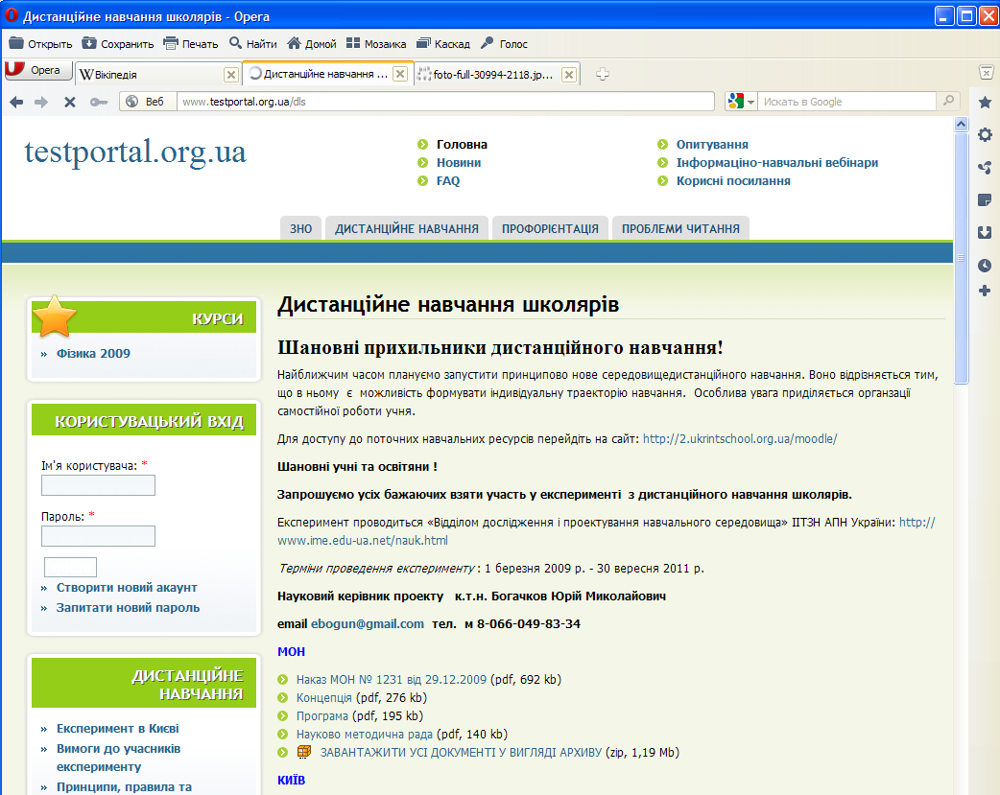 Дистанційне навчання школярів - Opera
Открыть Сохранить Печать Найти Домой Мозаика Каскад Голос
Opera W Вікіпедія Дистанційне навчання ... foto-full-30994-2118.jp...
Веб www.testportal.org.ua/dls Искать в Google
testportal.org.ua
Головна
Новини
FAQ
Опитування
Інформаціно-навчальні вебінари
Корисні посилання
ЗНО ДИСТАНЦІЙНЕ НАВЧАННЯ ПРОФОРІЄНТАЦІЯ ПРОБЛЕМИ ЧИТАННЯ
КУРСИ
» Фізика 2009
КОРИСТУВАЦЬКИЙ ВХІД
Ім'я користувача: *
Пароль: *
» Створити новий акаунт
» Запитати новий пароль
ДИСТАНЦІЙНЕ
НАВЧАННЯ
» Експеримент в Києві
» Вимоги до учасників
експерименту
» Принципи, правила та
Дистанційне навчання школярів
Шановні прихильники дистанційного навчання!
Найближчим часом плануємо запустити принципово нове середовищедистанційного навчання. Воно відрізняється тим,
що в ньому є можливість формувати індивідуальну траекторію навчання. Особлива увага приділяється органзації
самостійної роботи учня.
Для доступу до поточних навчальних ресурсів перейдіть на сайт: http://2.ukrintschool.org.ua/moodle/
Шановні учні та освітяни !
Запрошуємо усіх бажаючих взяти участь у експерименті з дистанційного навчання школярів.
Експеримент проводиться «Відділом дослідження і проектування навчального середовища» ІІТЗН АПН України: http://
www.ime.edu-ua.net/nauk.html
Терміни проведення експерименту : 1 березня 2009 р. - 30 вересня 2011 р.
Науковий керівник проекту к.т.н. Богачков Юрій Миколайович
email ebogun@gmail.com тел. м 8-066-049-83-34
МОН
Наказ МОН № 1231 від 29.12.2009 (pdf, 692 kb)
Концепція (pdf, 276 kb)
Програма (pdf, 195 kb)
Науково методична рада (pdf, 140 kb)
ЗАВАНТАЖИТИ УСІ ДОКУМЕНТІ У ВИГЛЯДІ АРХИВУ (zip, 1,19 Mb)
КИЇВ